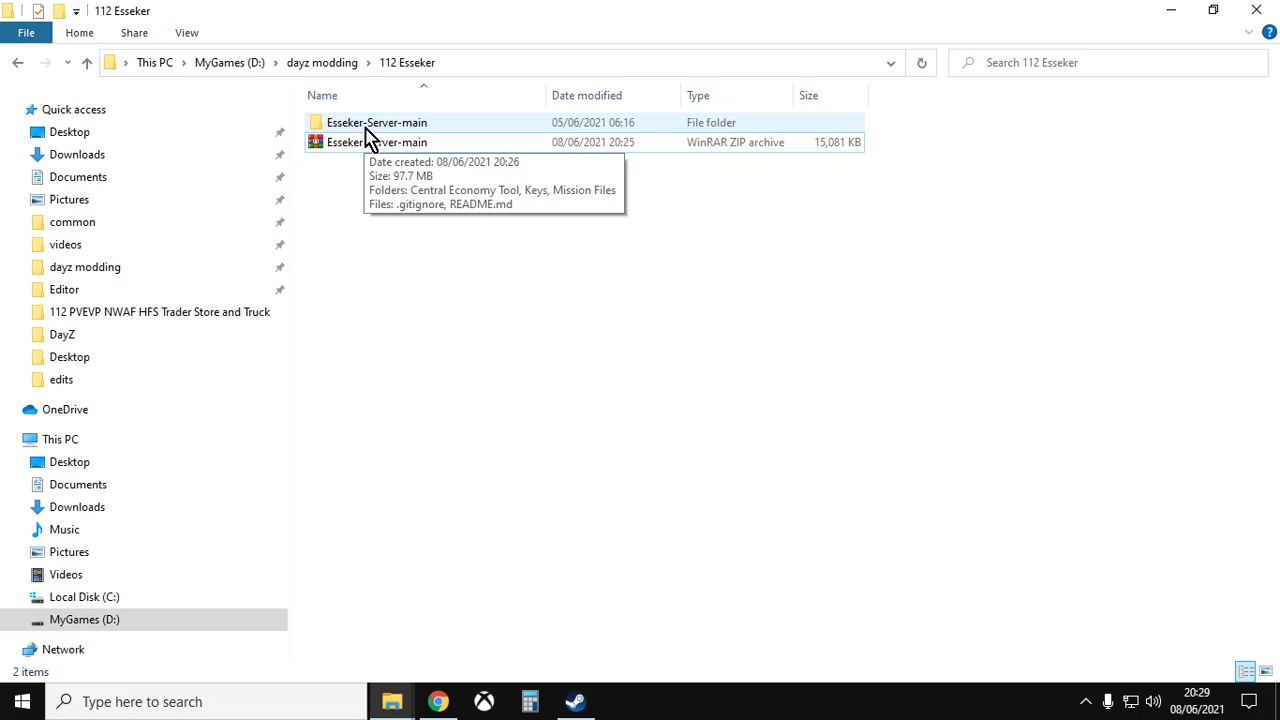 112 Esseker
File
Home
Share
View
This PC
MyGames (D:)
dayz modding
112 Esseker
Search 112 Esseker
Name
Date modified
Type
Size
Quick access
Desktop
Downloads
Documents
Pictures
common
videos
dayz modding
Editor
112 PVEVP NWAF HFS Trader Store and Truck
DayZ
Desktop
edits
OneDrive
This PC
Desktop
Documents
Downloads
Music
Pictures
Videos
Local Disk (C:)
MyGames (D:)
Network
Esseker-Server-main 05/06/2021 06:16 File folder
Esseker-Server-main 08/06/2021 20:25 WinRAR ZIP archive 15,081 KB
Date created: 08/06/2021 20:26
Size: 97.7 MB
Folders: Central Economy Tool, Keys, Mission Files
Files: .gitignore, README.md
2 items
Type here to search
20:29
08/06/2021